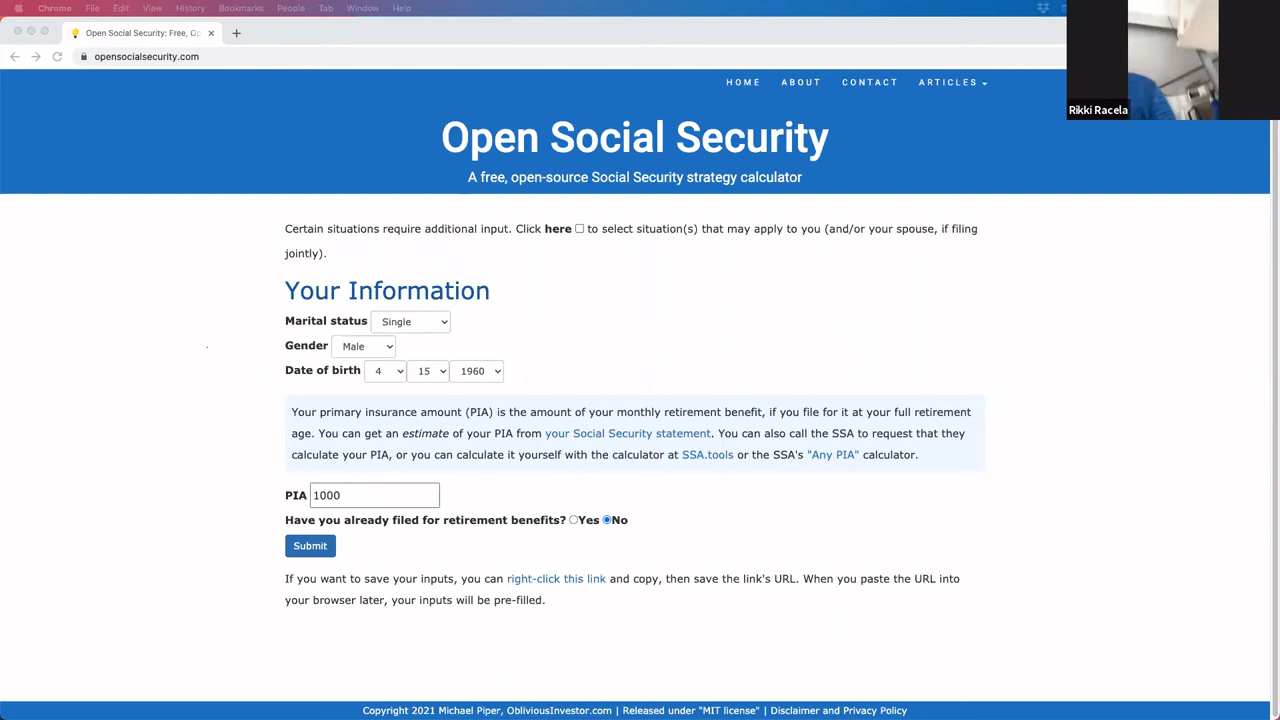 Chrome File Edit View History Bookmarks People Tab Window Help
Open Social Security: Free, Op
opensocialsecurity.com
Rikki Racela
HOME ABOUT CONTACT ARTICLES
Open Social Security
A free, open-source Social Security strategy calculator
Certain situations require additional input. Click here to select situation(s) that may apply to you (and/or your spouse, if filing
jointly).
Your Information
Marital status Single
Gender Male
Date of birth 4 15 1960
Your primary insurance amount (PIA) is the amount of your monthly retirement benefit, if you file for it at your full retirement
age. You can get an estimate of your PIA from your Social Security statement. You can also call the SSA to request that they
calculate your PIA, or you can calculate it yourself with the calculator at SSA.tools or the SSA's "Any PIA" calculator.
PIA 1000
Have you already filed for retirement benefits? Yes No
Submit
If you want to save your inputs, you can right-click this link and copy, then save the link's URL. When you paste the URL into
your browser later, your inputs will be pre-filled.
Copyright 2021 Michael Piper, ObliviousInvestor.com | Released under "MIT license" | Disclaimer and Privacy Policy